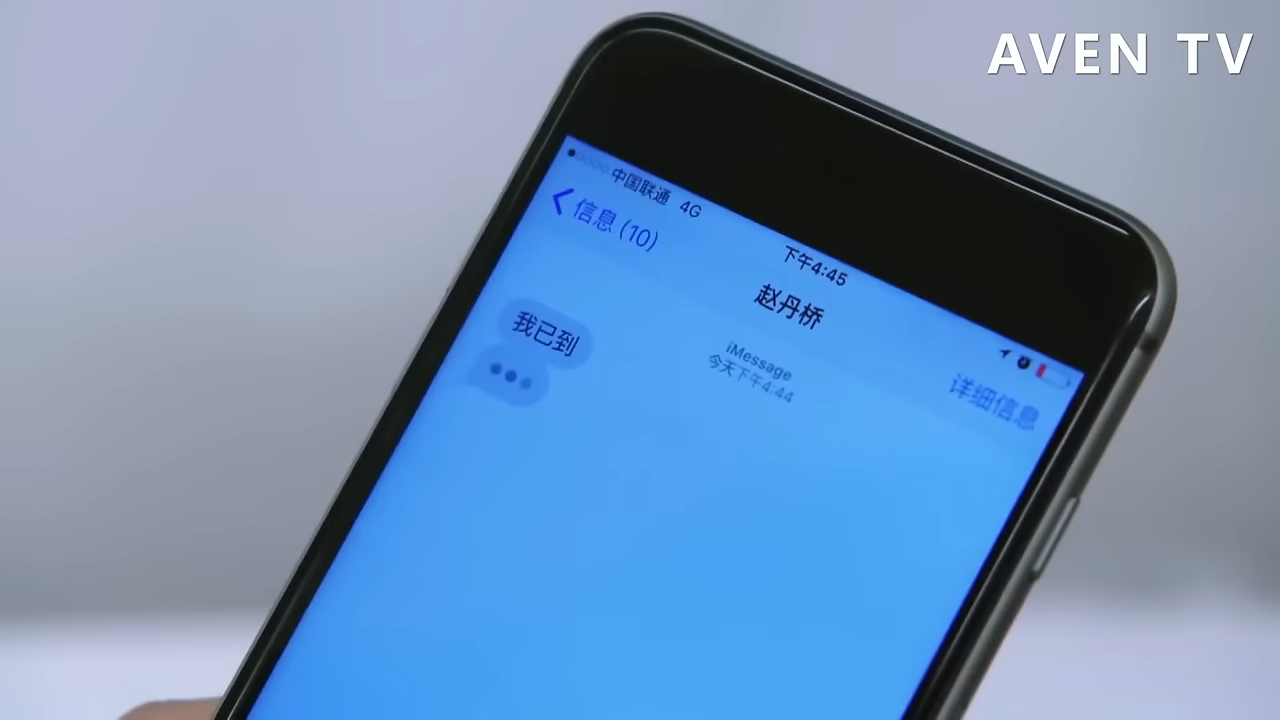 AVEN TV
中国联通 4G
下午4:45
信息 (10)
赵丹桥
详细信息
iMessage
今天下午4:44
我已到